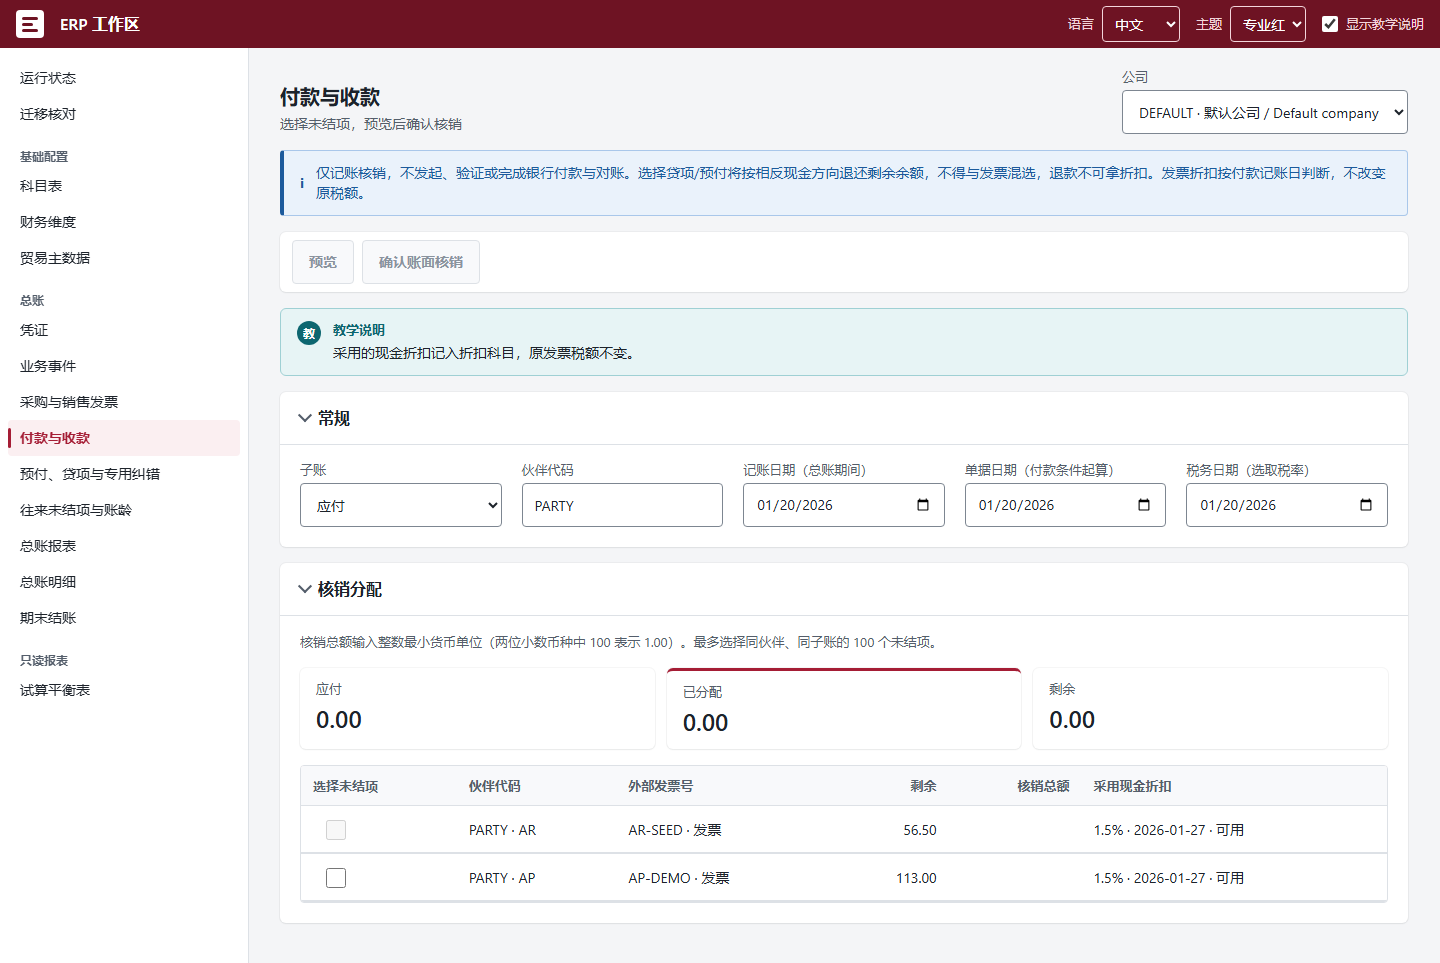 ERP 工作区
语言
中文
主题
专业红
显示教学说明
运行状态
迁移核对
基础配置
科目表
财务维度
贸易主数据
总账
凭证
业务事件
采购与销售发票
付款与收款
预付、贷项与专用纠错
往来未结项与账龄
总账报表
总账明细
期末结账
只读报表
试算平衡表
付款与收款
选择未结项，预览后确认核销
公司
DEFAULT · 默认公司 / Default company
i
仅记账核销，不发起、验证或完成银行付款与对账。选择贷项/预付将按相反现金方向退还剩余余额，不得与发票混选，退款不可拿折扣。发票折扣按付款记账日判断，不改变
原税额。
预览
确认账面核销
教
教学说明
采用的现金折扣记入折扣科目，原发票税额不变。
常规
子账
伙伴代码
记账日期（总账期间）
单据日期（付款条件起算）
税务日期（选取税率）
应付
PARTY
01/20/2026
01/20/2026
01/20/2026
核销分配
核销总额输入整数最小货币单位（两位小数币种中 100 表示 1.00）。最多选择同伙伴、同子账的 100 个未结项。
应付
0.00
已分配
0.00
剩余
0.00
选择未结项 伙伴代码 外部发票号 剩余 核销总额 采用现金折扣
PARTY · AR AR-SEED · 发票 56.50 1.5% · 2026-01-27 · 可用
PARTY · AP AP-DEMO · 发票 113.00 1.5% · 2026-01-27 · 可用